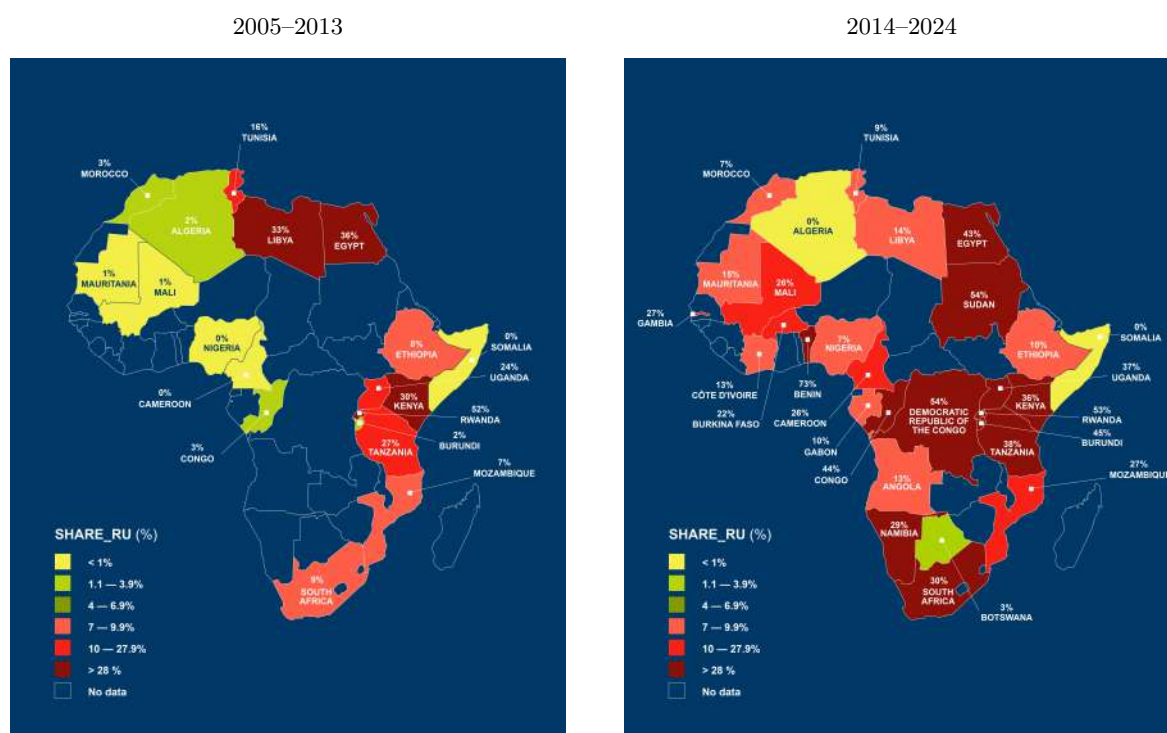 2005–2013
16%
TUNISIA
3%
MOROCCO
2%
ALGERIA
33%
LIBYA
36%
EGYPT
1%
MAURITANIA
1%
MALI
0%
NIGERIA
8%
ETHIOPIA
0%
SOMALIA
24%
UGANDA
0%
CAMEROON
30%
KENYA
52%
RWANDA
2%
BURUNDI
3%
CONGO
27%
TANZANIA
7%
MOZAMBIQUE
9%
SOUTH
AFRICA
SHARE_RU (%)
< 1%
1.1 — 3.9%
4 — 6.9%
7 — 9.9%
10 — 27.9%
> 28 %
No data
2014–2024
9%
TUNISIA
7%
MOROCCO
0%
ALGERIA
14%
LIBYA
43%
EGYPT
15%
MAURITANIA
26%
MALI
54%
SUDAN
27%
GAMBIA
7%
NIGERIA
10%
ETHIOPIA
0%
SOMALIA
37%
UGANDA
13%
CÔTE D'IVOIRE
73%
BENIN
22%
BURKINA FASO
26%
CAMEROON
54%
DEMOCRATIC
REPUBLIC OF
THE CONGO
36%
KENYA
53%
RWANDA
45%
BURUNDI
10%
GABON
44%
CONGO
38%
TANZANIA
27%
MOZAMBIQUE
13%
ANGOLA
29%
NAMIBIA
30%
SOUTH
AFRICA
3%
BOTSWANA
SHARE_RU (%)
< 1%
1.1 — 3.9%
4 — 6.9%
7 — 9.9%
10 — 27.9%
> 28 %
No data